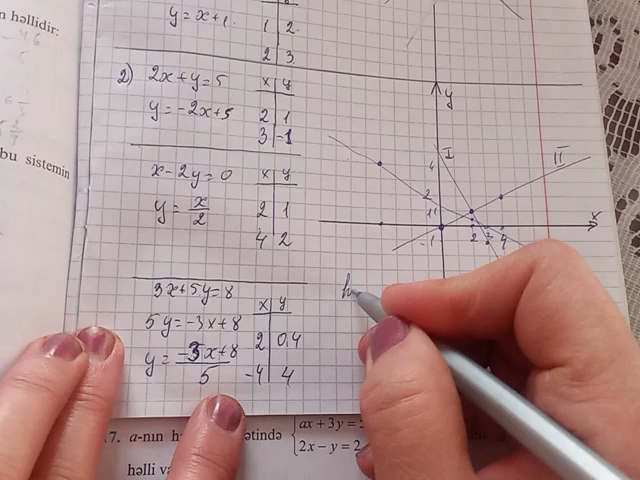 n həllidir:
bu sistemin
y = x + 1.
1 2.
2 3
2) 2x + y = 5
y = -2x + 5
x y
2 1
3 -1
x - 2y = 0
y = x/2
x y
2 1
4 2
3x + 5y = 8
5y = -3x + 8
y = -3x + 8 / 5
x y
2 0,4
-4 4
y
I
II
4
2
1
-1
2 3 4
x
17. a-nın
ax + 3y =
2x - y = 2